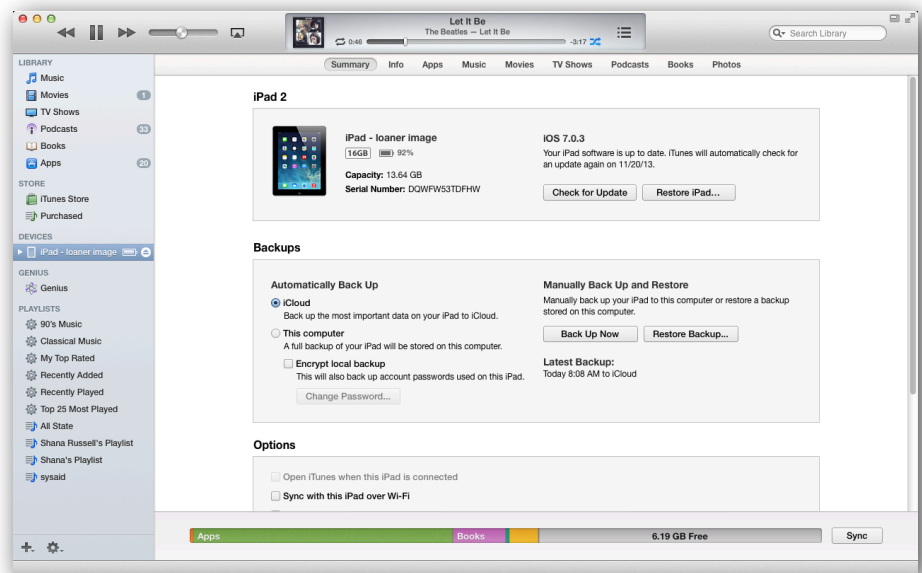 Let It Be
The Beatles — Let It Be
0:46
-3:17
Search Library
LIBRARY
Music
Movies 1
TV Shows
Podcasts 33
Books
Apps 20
STORE
iTunes Store
Purchased
DEVICES
iPad - loaner image
GENIUS
Genius
PLAYLISTS
90's Music
Classical Music
My Top Rated
Recently Added
Recently Played
Top 25 Most Played
All State
Shana Russell's Playlist
Shana's Playlist
sysaid
Summary Info Apps Music Movies TV Shows Podcasts Books Photos
iPad 2
iPad - loaner image
16GB 92%
Capacity: 13.64 GB
Serial Number: DQWFW53TDFHW
iOS 7.0.3
Your iPad software is up to date. iTunes will automatically check for
an update again on 11/20/13.
Check for Update Restore iPad...
Backups
Automatically Back Up
iCloud
Back up the most important data on your iPad to iCloud.
This computer
A full backup of your iPad will be stored on this computer.
Encrypt local backup
This will also back up account passwords used on this iPad.
Change Password...
Manually Back Up and Restore
Manually back up your iPad to this computer or restore a backup
stored on this computer.
Back Up Now Restore Backup...
Latest Backup:
Today 8:08 AM to iCloud
Options
Open iTunes when this iPad is connected
Sync with this iPad over Wi-Fi
Apps Books 6.19 GB Free Sync